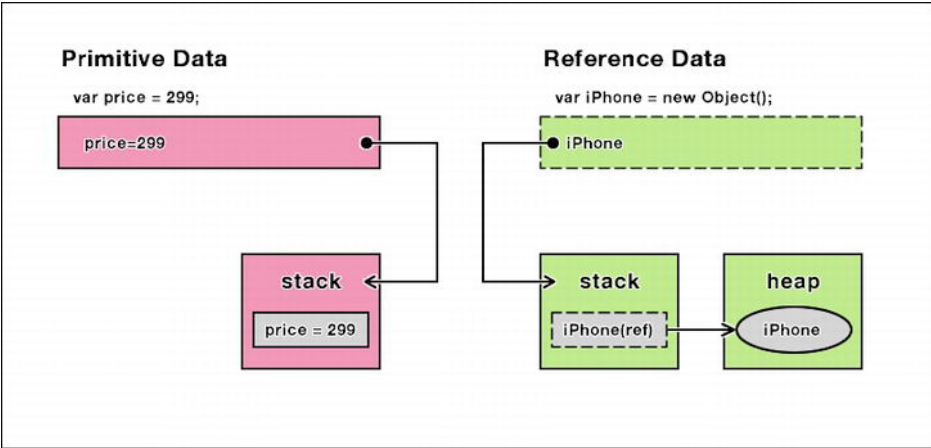 Primitive Data
var price = 299;
price=299
stack
price = 299
Reference Data
var iPhone = new Object();
iPhone
stack
iPhone(ref)
heap
iPhone